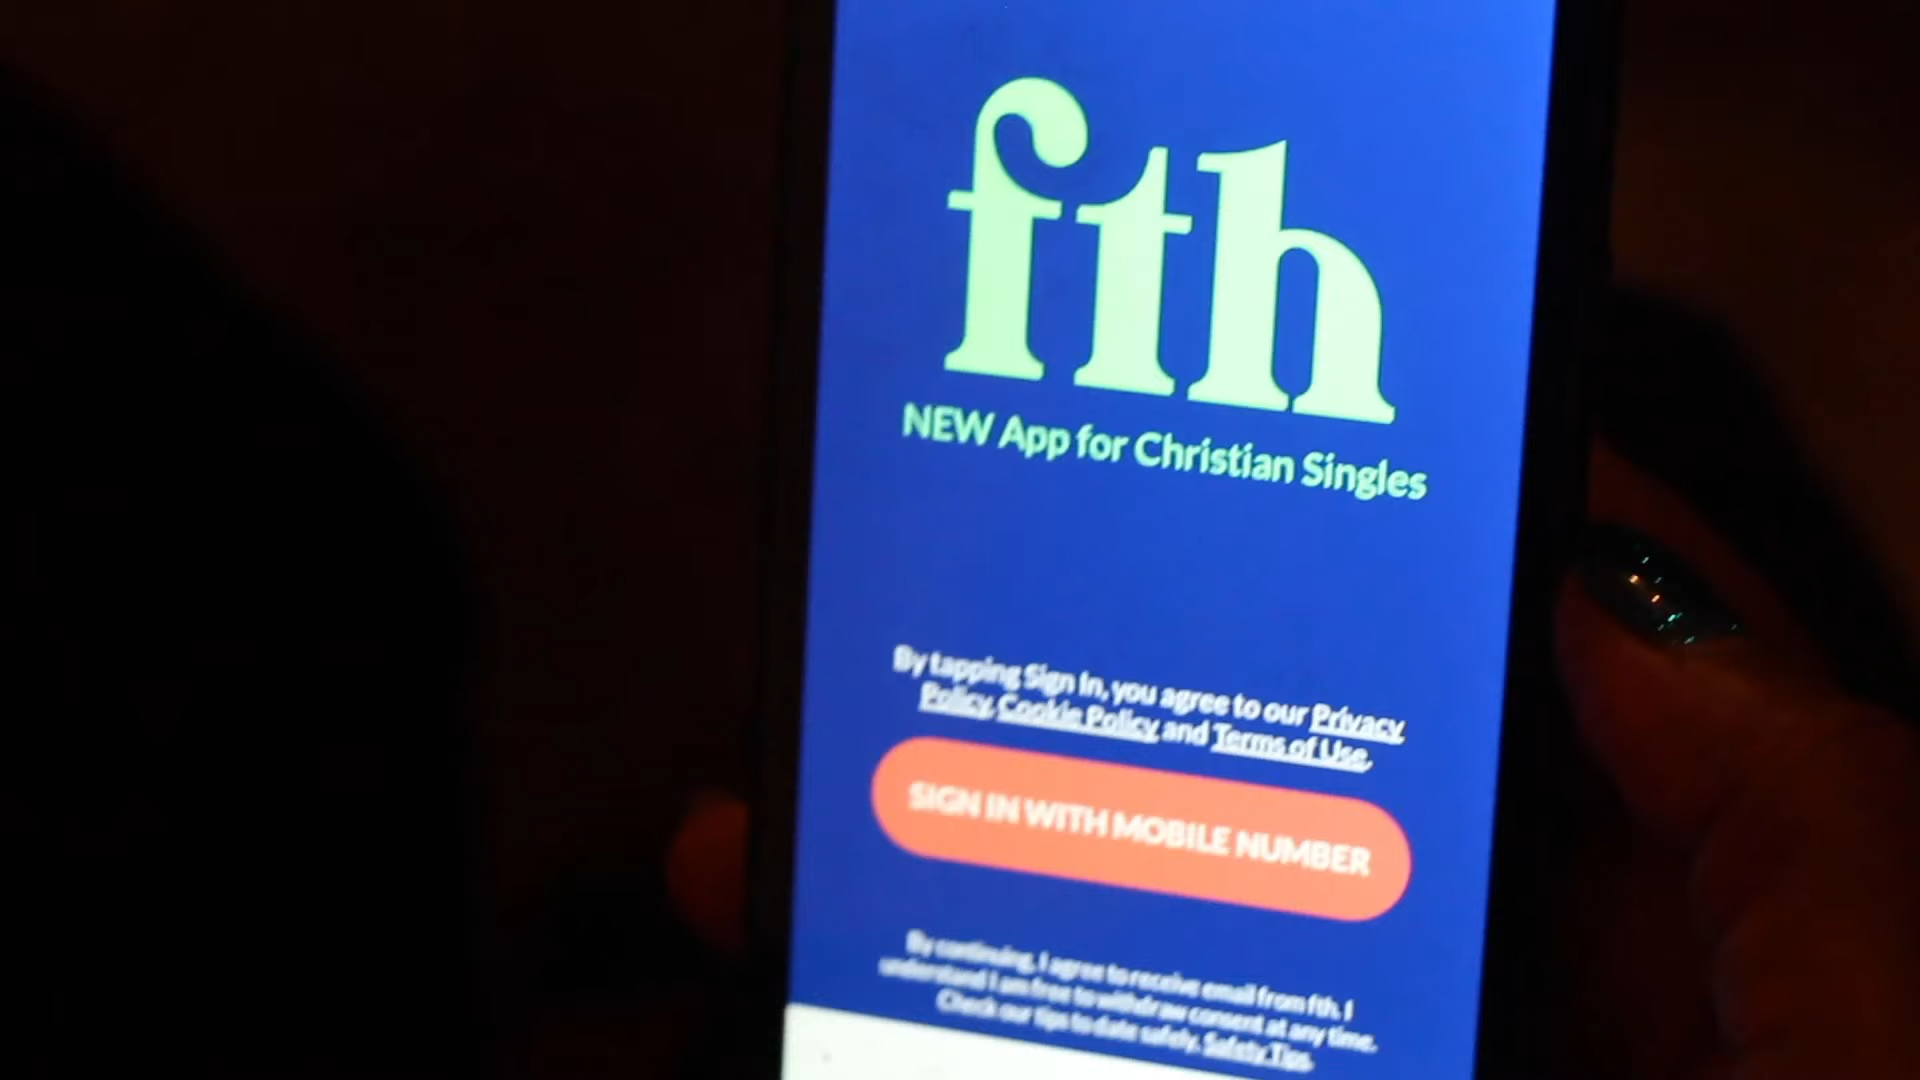 fth
NEW App for Christian Singles
By tapping Sign In, you agree to our Privacy
Policy, Cookie Policy and Terms of Use.
SIGN IN WITH MOBILE NUMBER
By continuing, I agree to receive email from fth. I
understand I am free to withdraw consent at any time.
Check our tips to date safely. Safety Tips.